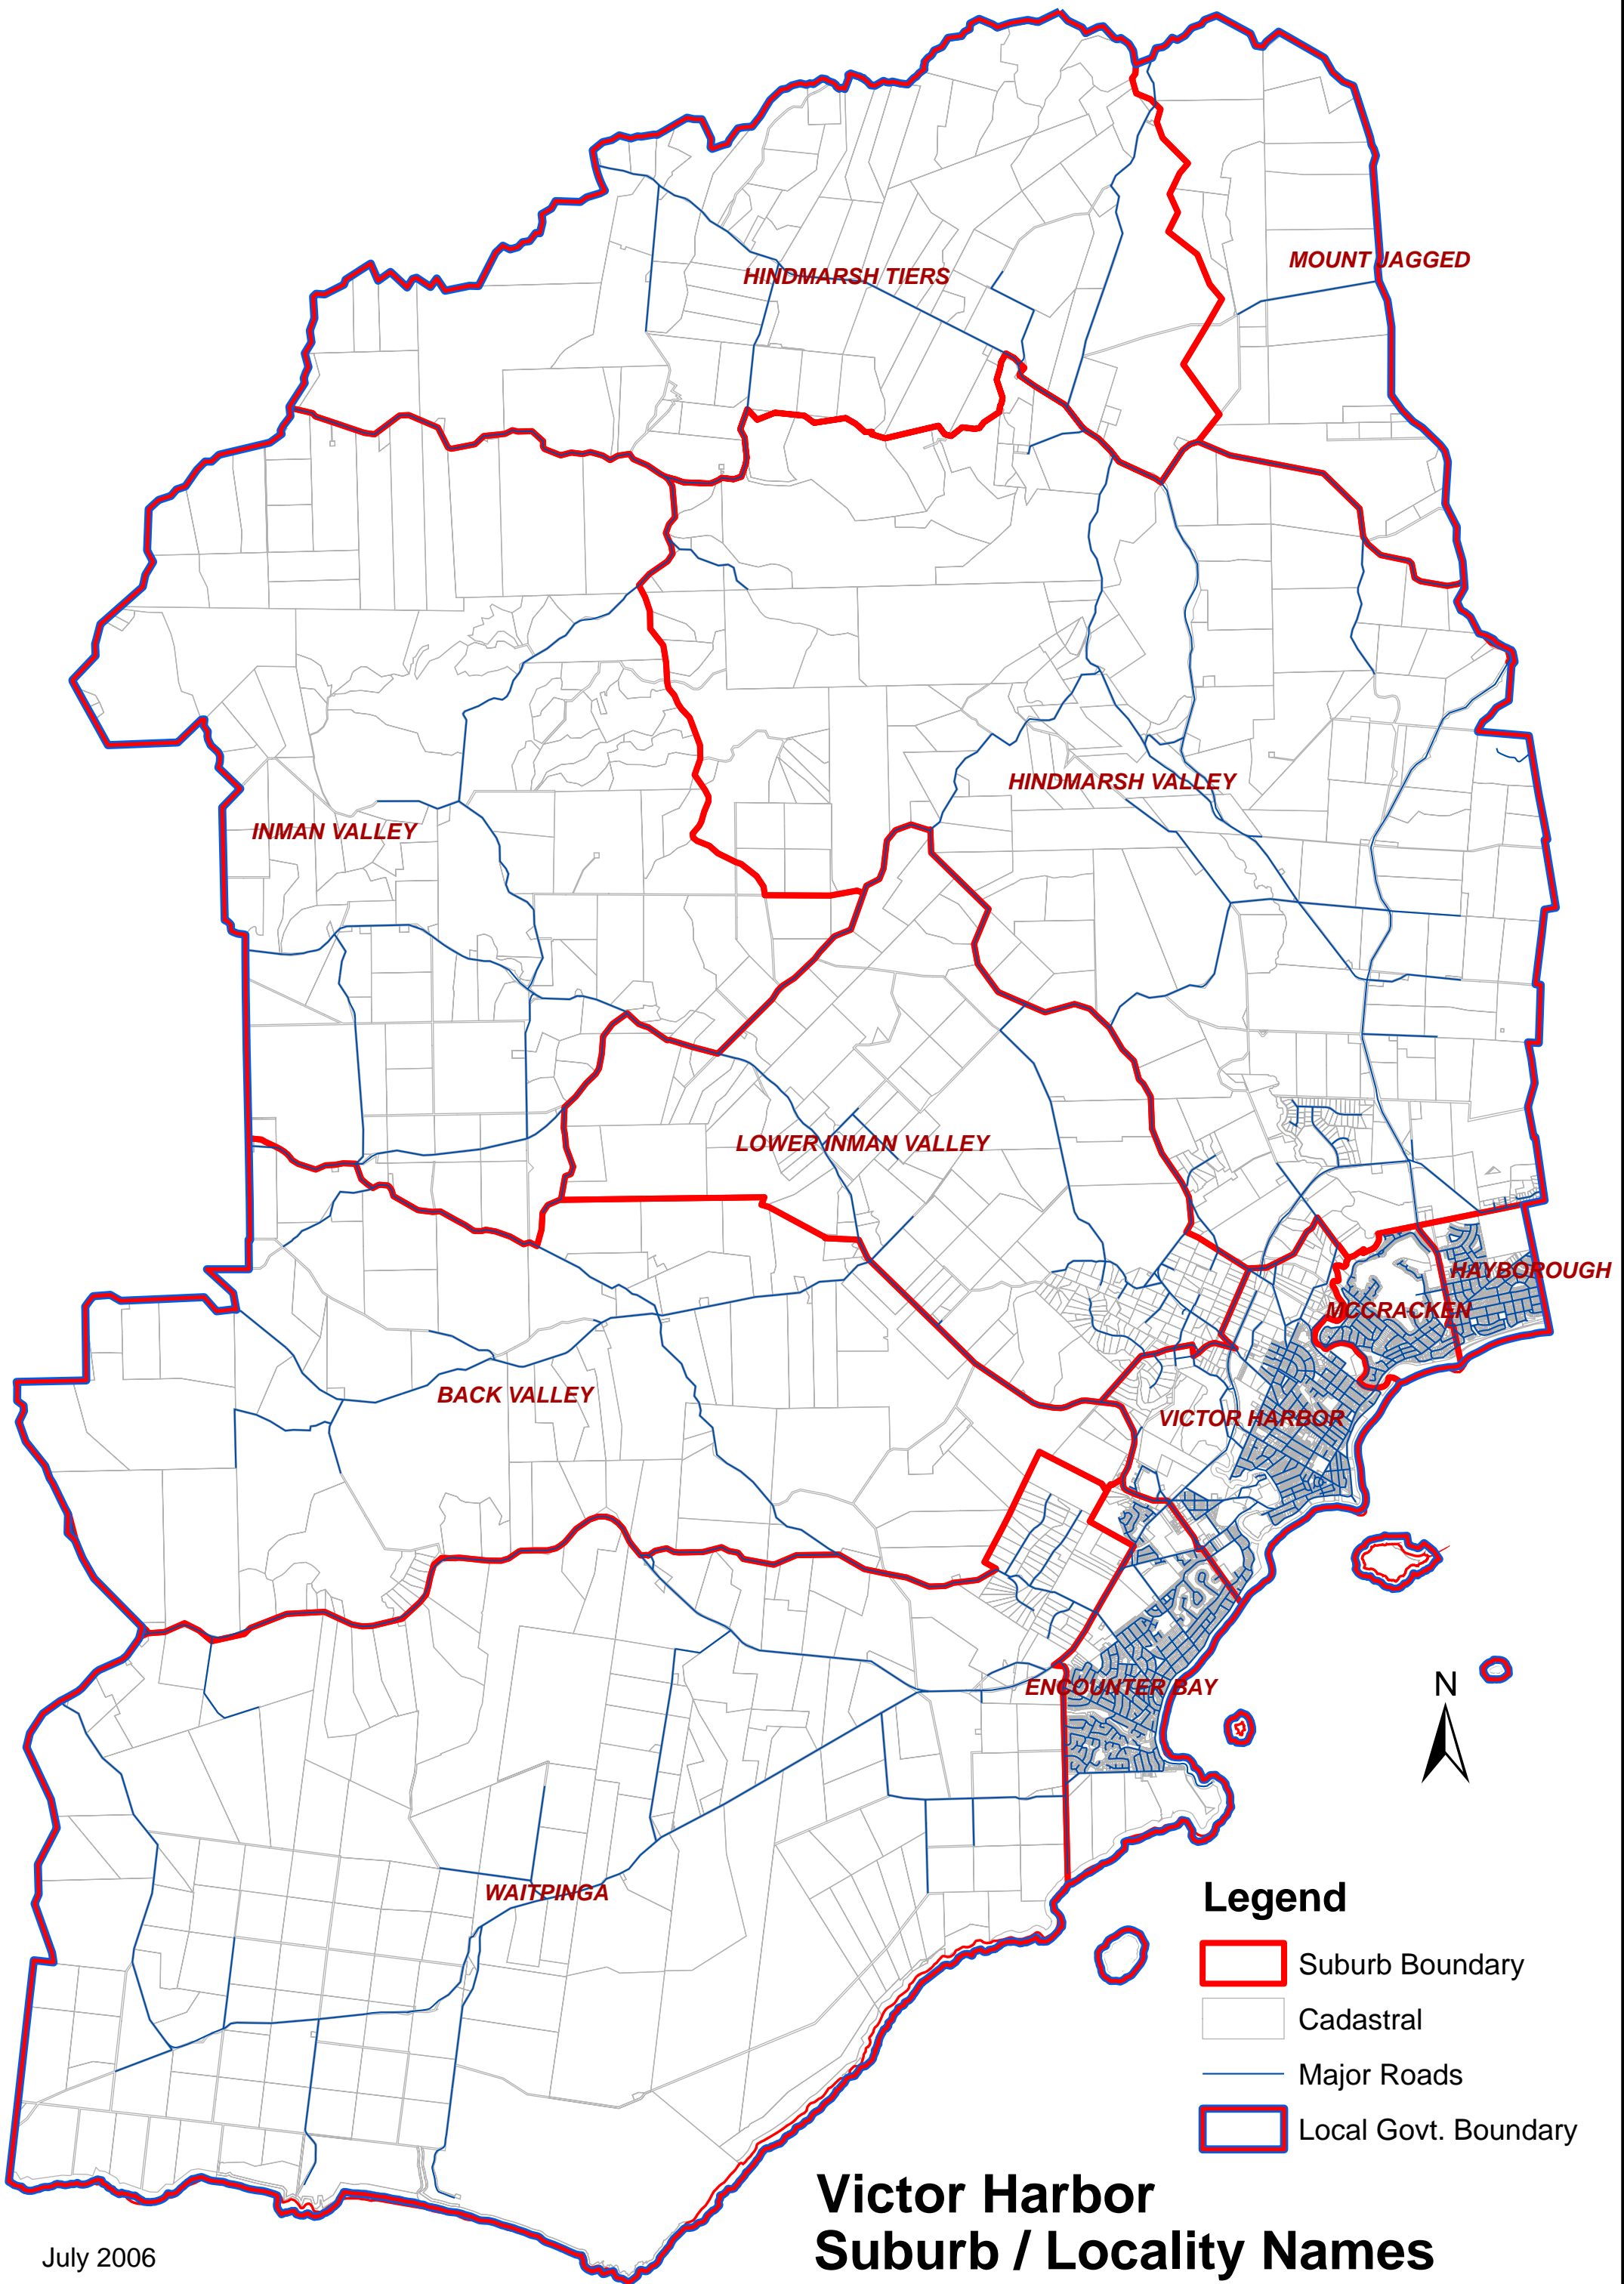 MOUNT JAGGED
HINDMARSH TIERS
HINDMARSH VALLEY
INMAN VALLEY
LOWER INMAN VALLEY
HAYBOROUGH
MCCRACKEN
BACK VALLEY
VICTOR HARBOR
ENCOUNTER BAY
N
WAITPINGA
Legend
Suburb Boundary
Cadastral
Major Roads
Local Govt. Boundary
Victor Harbor
Suburb / Locality Names
July 2006